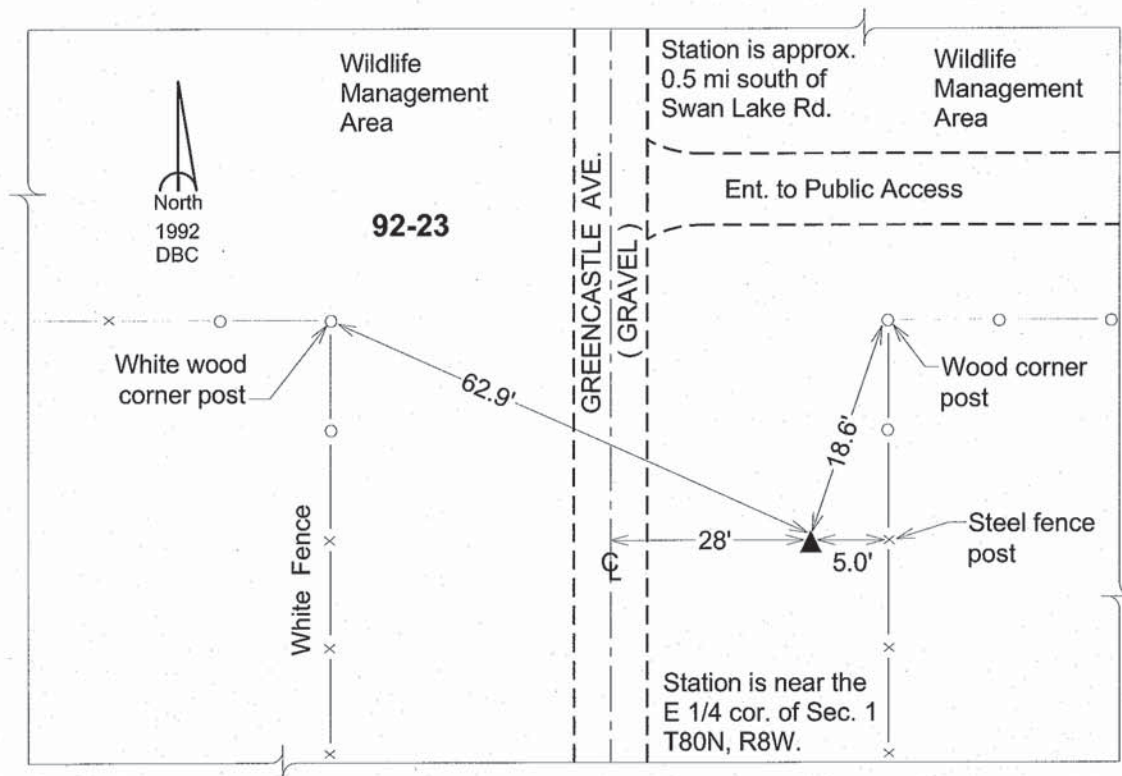 Wildlife
Management
Area
Station is approx.
0.5 mi south of
Swan Lake Rd.
Wildlife
Management
Area
North
1992
DBC
92-23
GREENCASTLE AVE.
( GRAVEL )
Ent. to Public Access
White wood
corner post
62.9'
18.6'
Wood corner
post
28'
5.0'
Steel fence
post
CL
White Fence
Station is near the
E 1/4 cor. of Sec. 1
T80N, R8W.